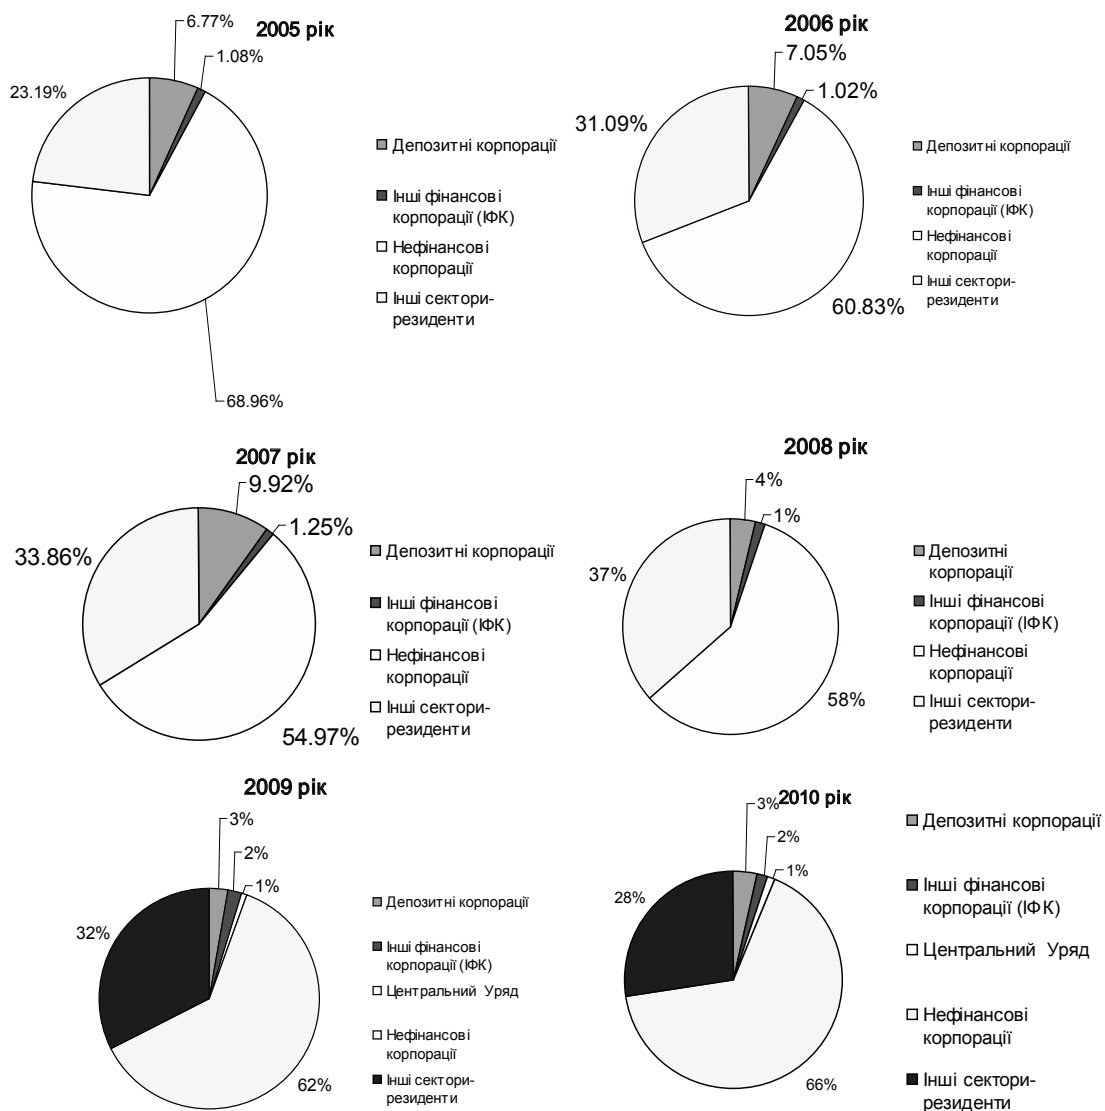 2005 рік
6.77%
1.08%
23.19%
68.96%
Депозитні корпорації
Інші фінансові
корпорації (ІФК)
Нефінансові
корпорації
Інші сектори-
резиденти
2006 рік
7.05%
1.02%
31.09%
60.83%
Депозитні корпорації
Інші фінансові
корпорації (ІФК)
Нефінансові
корпорації
Інші сектори-
резиденти
2007 рік
9.92%
1.25%
33.86%
54.97%
Депозитні корпорації
Інші фінансові
корпорації (ІФК)
Нефінансові
корпорації
Інші сектори-
резиденти
2008 рік
4%
1%
37%
58%
Депозитні
корпорації
Інші фінансові
корпорації (ІФК)
Нефінансові
корпорації
Інші сектори-
резиденти
2009 рік
3%
2%
1%
32%
62%
Депозитні корпорації
Інші фінансові
корпорації (ІФК)
Центральний Уряд
Нефінансові
корпорації
Інші сектори-
резиденти
2010 рік
3%
2%
1%
28%
66%
Депозитні корпорації
Інші фінансові
корпорації (ІФК)
Центральний Уряд
Нефінансові
корпорації
Інші сектори-
резиденти